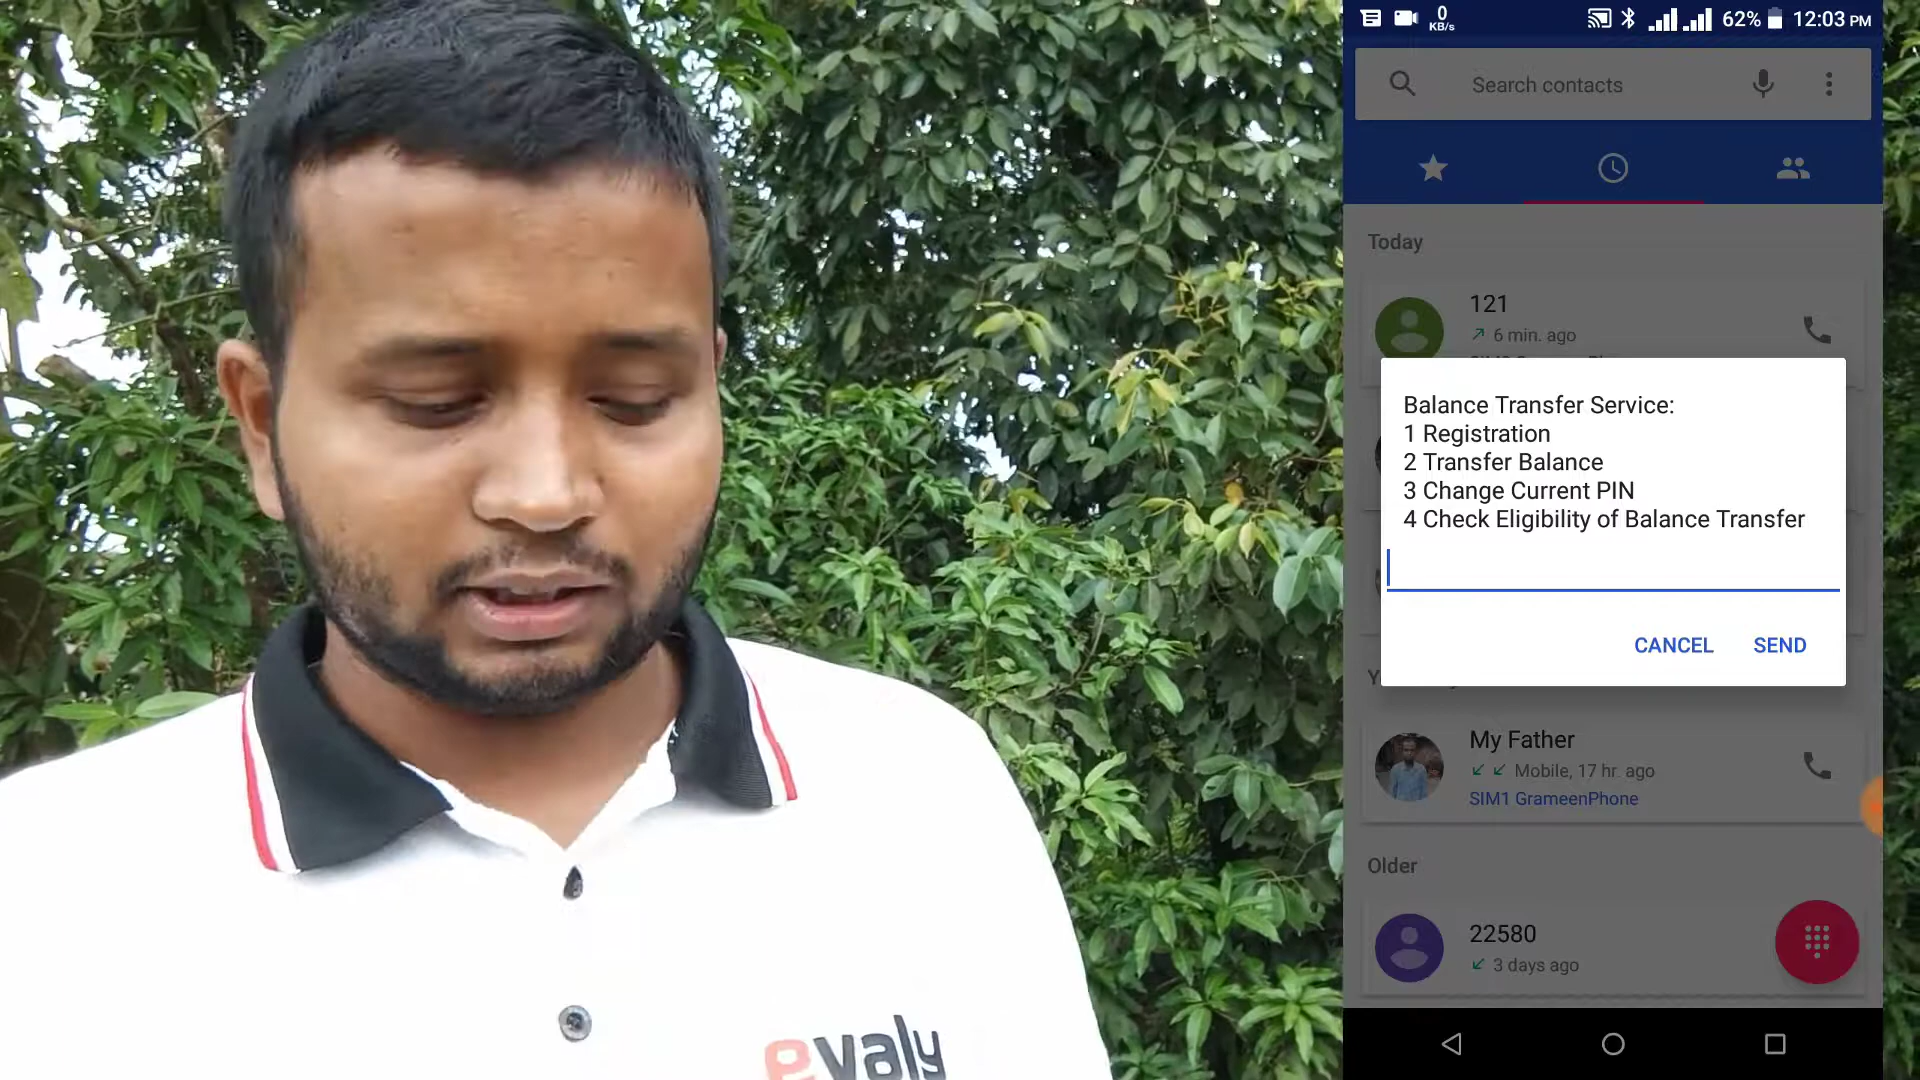 0
KB/s
62%
12:03 PM
Search contacts
Today
121
6 min. ago
Balance Transfer Service:
1 Registration
2 Transfer Balance
3 Change Current PIN
4 Check Eligibility of Balance Transfer
CANCEL SEND
My Father
Mobile, 17 hr. ago
SIM1 GrameenPhone
Older
22580
3 days ago
evaly